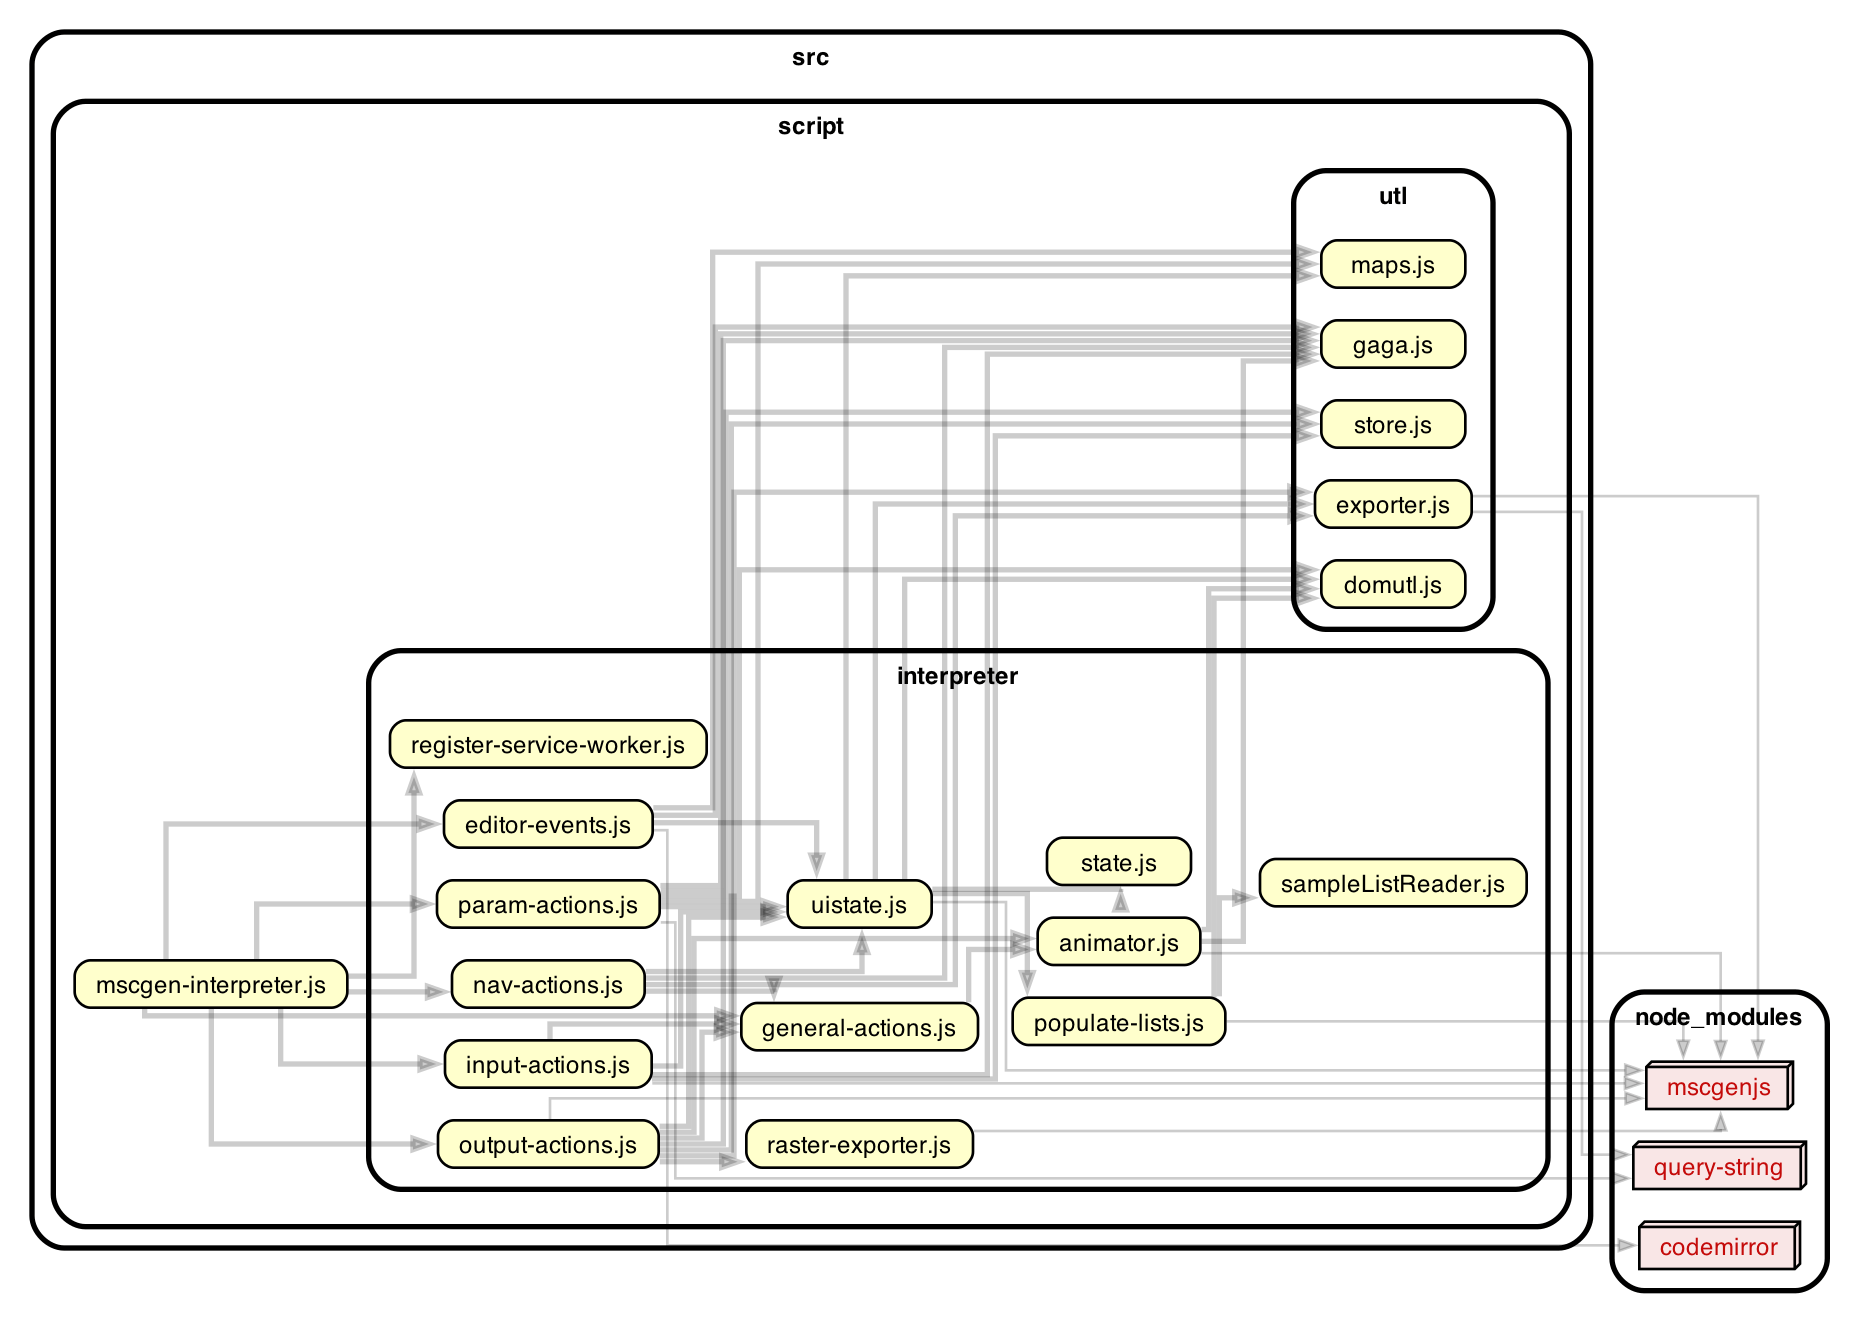 src
script
utl
maps.js
gaga.js
store.js
exporter.js
domutl.js
interpreter
register-service-worker.js
editor-events.js
state.js
sampleListReader.js
param-actions.js
uistate.js
animator.js
mscgen-interpreter.js
nav-actions.js
general-actions.js
populate-lists.js
node_modules
input-actions.js
mscgenjs
output-actions.js
raster-exporter.js
query-string
codemirror